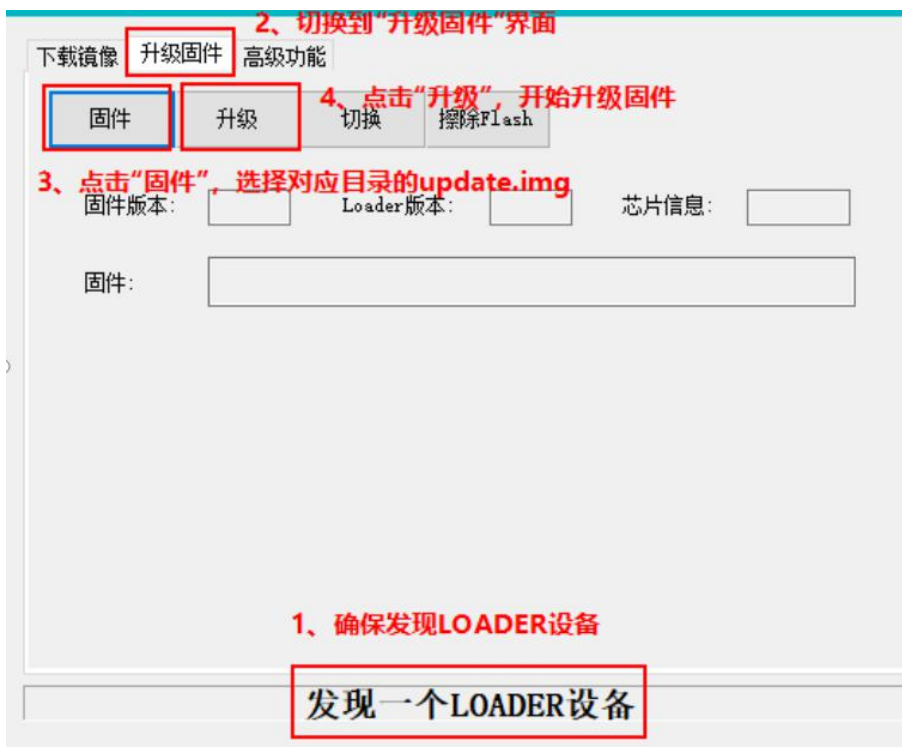 2、切换到“升级固件”界面
下载镜像 升级固件 高级功能
4、点击“升级”，开始升级固件
固件 升级 切换 擦除Flash
3、点击“固件”，选择对应目录的update.img
固件版本: Loader版本: 芯片信息:
固件:
1、确保发现LOADER设备
发现一个LOADER设备